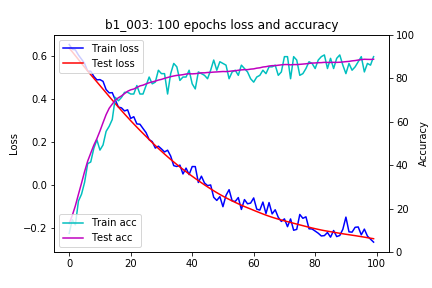 b1_003: 100 epochs loss and accuracy
Train loss
Test loss
Train acc
Test acc
Loss
Accuracy
0.6
0.4
0.2
0.0
−0.2
100
80
60
40
20
0
0 20 40 60 80 100